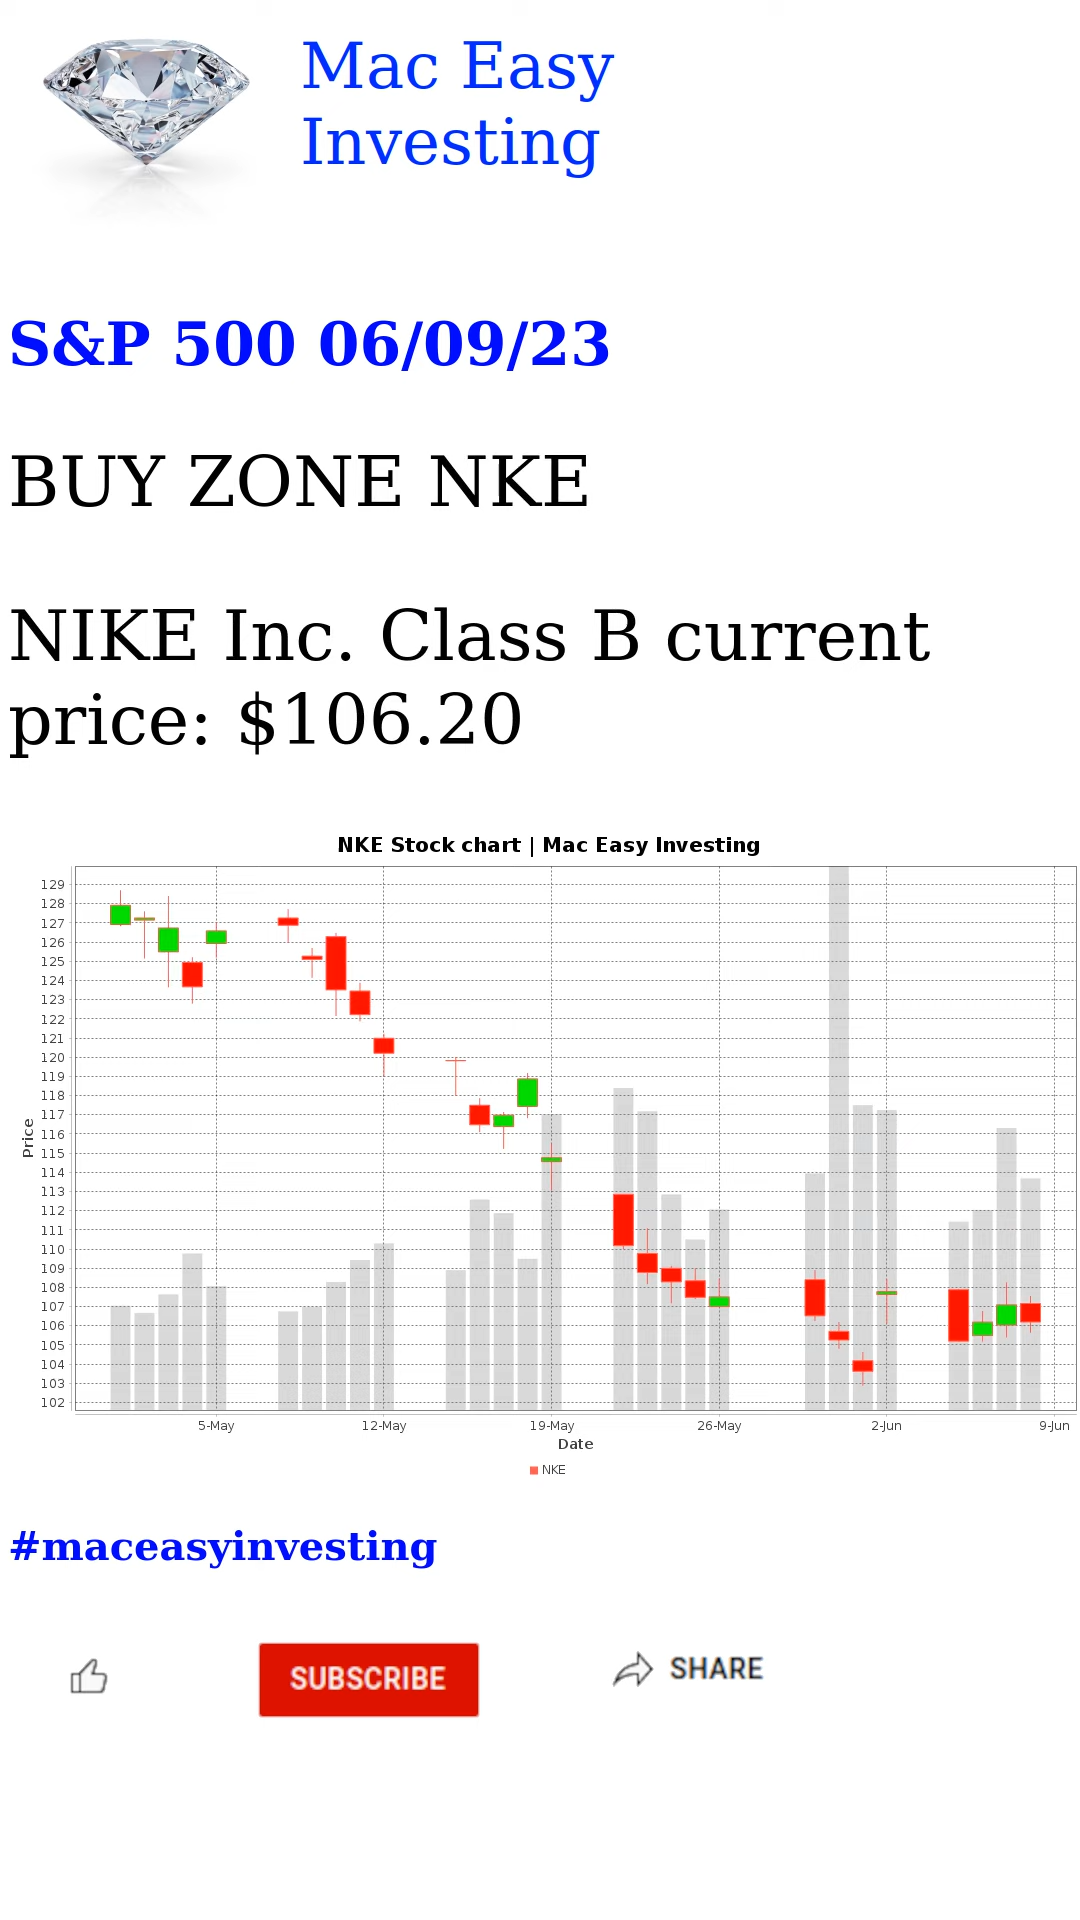 Mac Easy
Investing
S&P 500 06/09/23
BUY ZONE NKE
NIKE Inc. Class B current
price: $106.20
NKE Stock chart | Mac Easy Investing
129
128
127
126
125
124
123
122
121
120
119
118
117
116
115
114
113
112
111
110
109
108
107
106
105
104
103
102
Price
5-May 12-May 19-May 26-May 2-Jun 9-Jun
Date
NKE
#maceasyinvesting
SUBSCRIBE SHARE